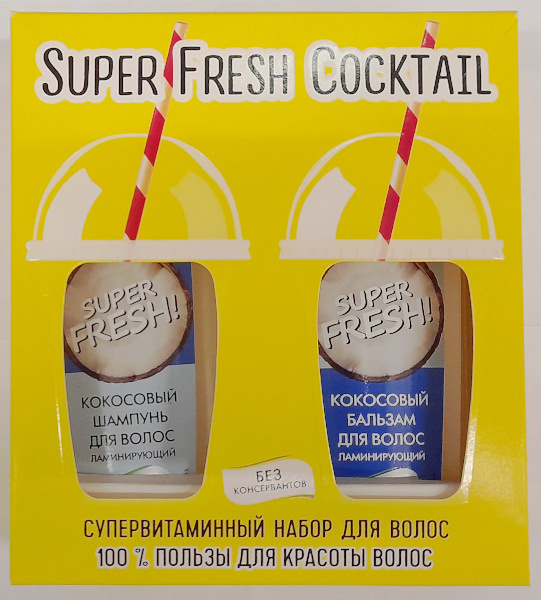 SUPER FRESH COCKTAIL
SUPER
FRESH!
КОКОСОВЫЙ
ШАМПУНЬ
ДЛЯ ВОЛОС
ЛАМИНИРУЮЩИЙ
SUPER
FRESH!
КОКОСОВЫЙ
БАЛЬЗАМ
ДЛЯ ВОЛОС
ЛАМИНИРУЮЩИЙ
БЕЗ
КОНСЕРВАНТОВ
СУПЕРВИТАМИННЫЙ НАБОР ДЛЯ ВОЛОС
100 % ПОЛЬЗЫ ДЛЯ КРАСОТЫ ВОЛОС